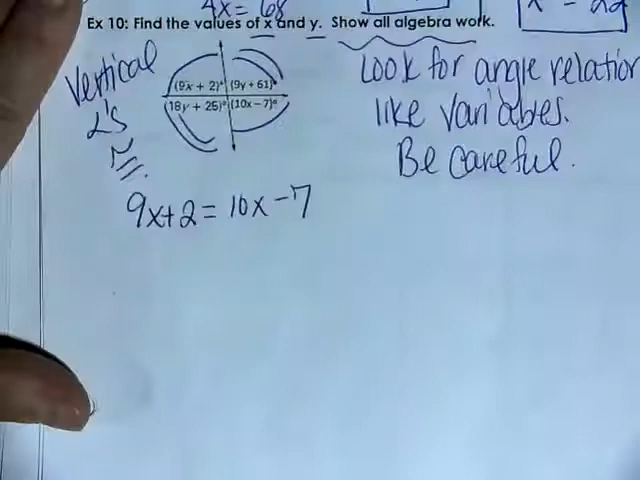 4x = 68
Ex 10: Find the values of x and y. Show all algebra work.
Vertical
∠'s
≅
(9x + 2)° (9y + 61)°
(18y + 25)° (10x – 7)°
Look for angle relation
like variables.
Be careful.
9x+2 = 10x-7